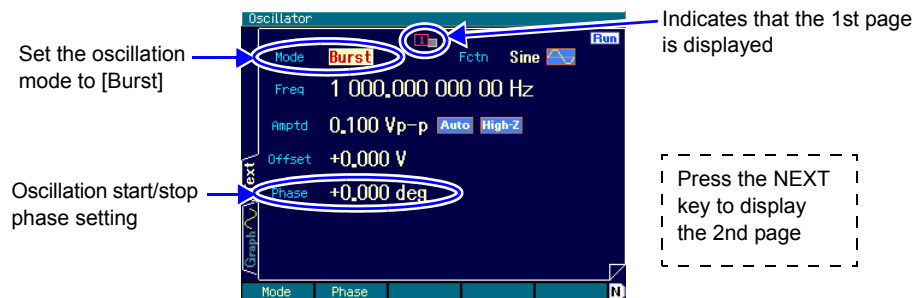 Oscillator
Indicates that the 1st page
is displayed
1
Run
Set the oscillation
mode to [Burst]
Mode Burst Fctn Sine
Freq 1 000.000 000 00 Hz
Amptd 0.100 Vp-p Auto High-Z
Offset +0.000 V
Text
Oscillation start/stop
phase setting
Phase +0.000 deg
Press the NEXT
key to display
the 2nd page
Graph
Mode Phase N